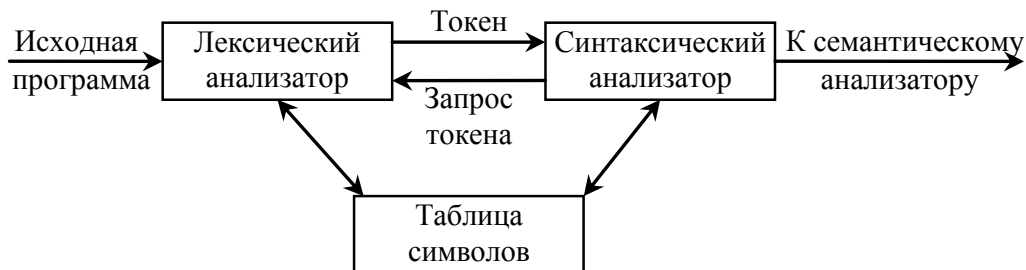 Исходная
программа
Лексический
анализатор
Токен
Запрос
токена
Синтаксический
анализатор
К семантическому
анализатору
Таблица
символов